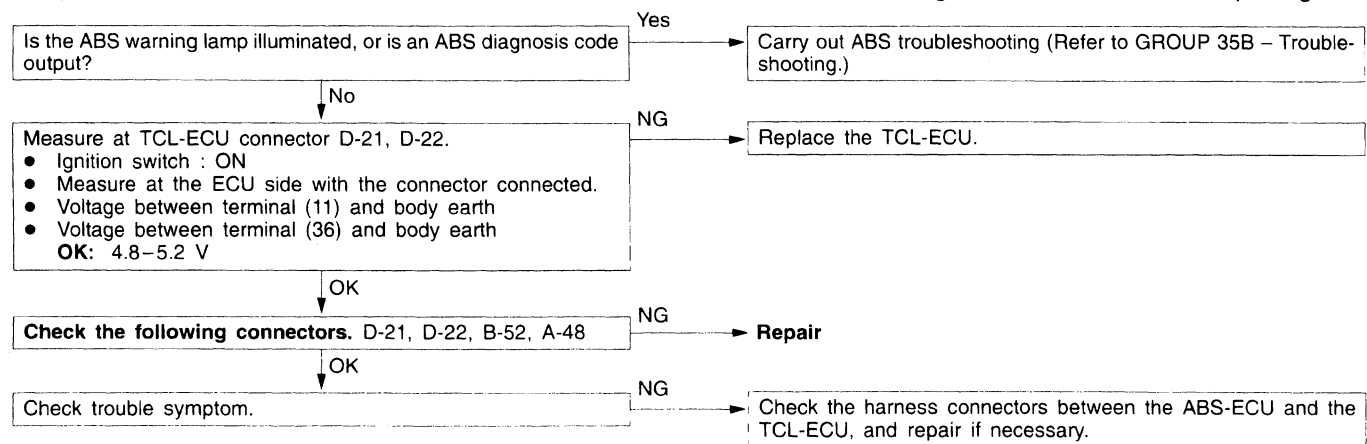 Yes
Is the ABS warning lamp illuminated, or is an ABS diagnosis code
output?
Carry out ABS troubleshooting (Refer to GROUP 35B – Trouble-
shooting.)
No
NG
Measure at TCL-ECU connector D-21, D-22.
● Ignition switch : ON
● Measure at the ECU side with the connector connected.
● Voltage between terminal (11) and body earth
● Voltage between terminal (36) and body earth
OK: 4.8–5.2 V
Replace the TCL-ECU.
OK
NG
Check the following connectors. D-21, D-22, B-52, A-48
Repair
OK
NG
Check trouble symptom.
Check the harness connectors between the ABS-ECU and the
TCL-ECU, and repair if necessary.